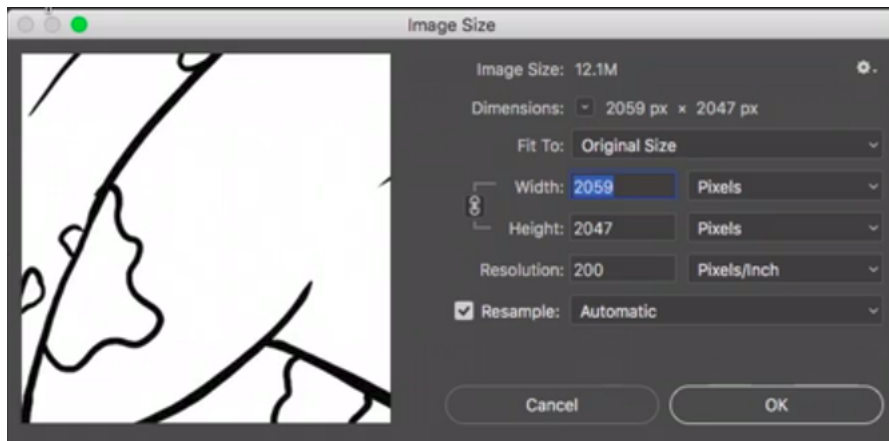 Image Size
Image Size: 12.1M
Dimensions: 2059 px × 2047 px
Fit To: Original Size
Width: 2059 Pixels
Height: 2047 Pixels
Resolution: 200 Pixels/Inch
Resample: Automatic
Cancel OK